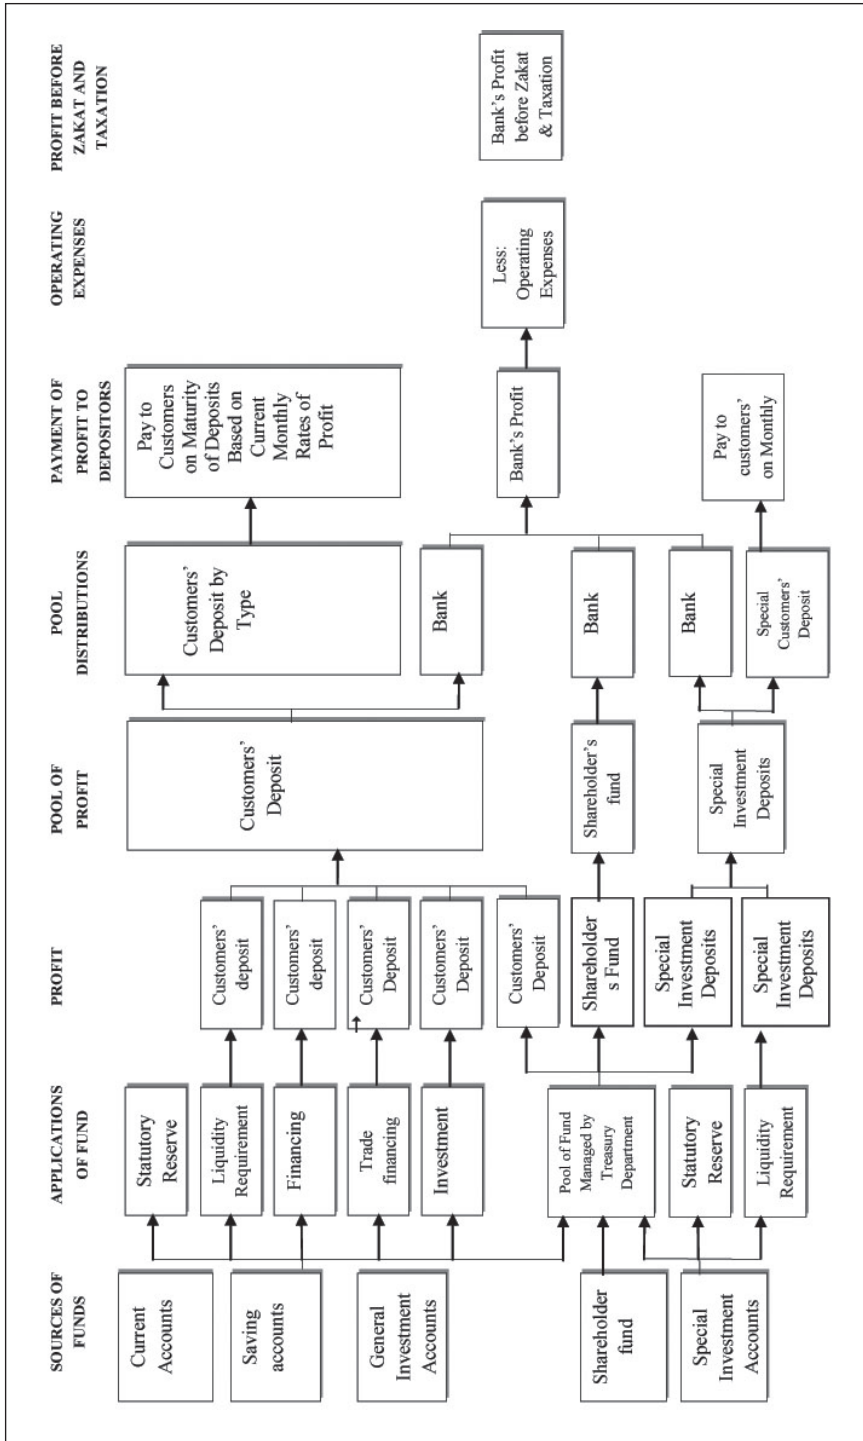 SOURCES OF
FUNDS
APPLICATIONS
OF FUND
PROFIT
POOL OF
PROFIT
POOL
DISTRIBUTIONS
PAYMENT OF
PROFIT TO
DEPOSITORS
OPERATING
EXPENSES
PROFIT BEFORE
ZAKAT AND
TAXATION
Current
Accounts
Saving
accounts
General
Investment
Accounts
Shareholder
fund
Special
Investment
Accounts
Statutory
Reserve
Liquidity
Requirement
Financing
Trade
financing
Investment
Pool of Fund
Managed by
Treasury
Department
Statutory
Reserve
Liquidity
Requirement
Customers'
deposit
Customers'
deposit
Customers'
Deposit
Customers'
Deposit
Customers'
Deposit
Shareholder
s Fund
Special
Investment
Deposits
Special
Investment
Deposits
Customers'
Deposit
Shareholder's
fund
Special
Investment
Deposits
Customers'
Deposit by
Type
Bank
Bank
Bank
Special
Customers'
Deposit
Pay to
Customers
on Maturity
of Deposits
Based on
Current
Monthly
Rates of
Profit
Bank's Profit
Pay to
customers'
on Monthly
Less:
Operating
Expenses
Bank's Profit
before Zakat
& Taxation